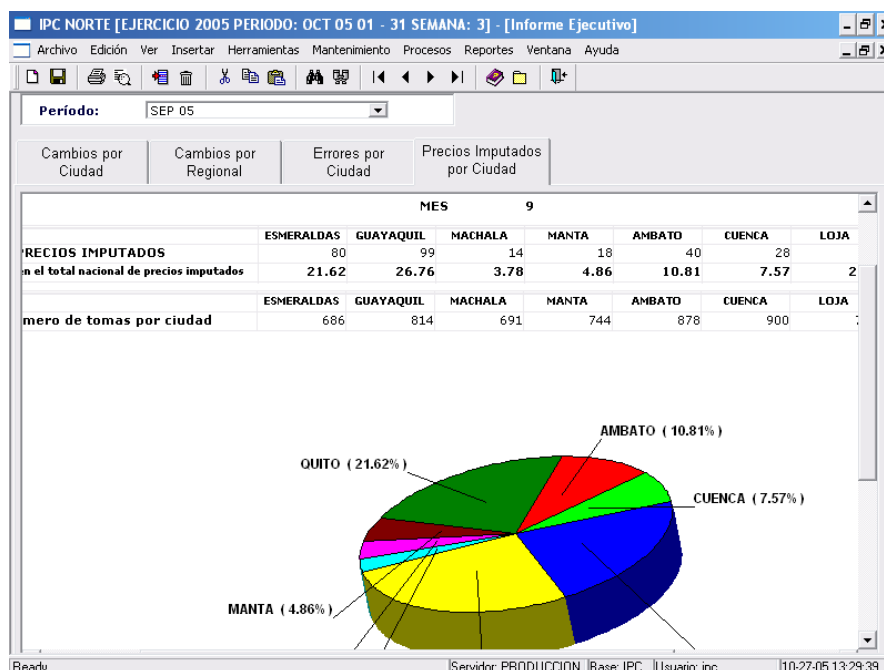 IPC NORTE [EJERCICIO 2005 PERIODO: OCT 05 01 - 31 SEMANA: 3] - [Informe Ejecutivo]
Archivo Edición Ver Insertar Herramientas Mantenimiento Procesos Reportes Ventana Ayuda
Período: SEP 05
Cambios por Ciudad
Cambios por Regional
Errores por Ciudad
Precios Imputados por Ciudad
MES 9
ESMERALDAS GUAYAQUIL MACHALA MANTA AMBATO CUENCA LOJA
PRECIOS IMPUTADOS 80 99 14 18 40 28
en el total nacional de precios imputados 21.62 26.76 3.78 4.86 10.81 7.57 2
ESMERALDAS GUAYAQUIL MACHALA MANTA AMBATO CUENCA LOJA
mero de tomas por ciudad 686 814 691 744 878 900
AMBATO ( 10.81% )
QUITO ( 21.62% )
CUENCA ( 7.57% )
MANTA ( 4.86% )
Ready Servidor: PRODUCCION Base: IPC Usuario: ipc 10-27-05 13:29:39